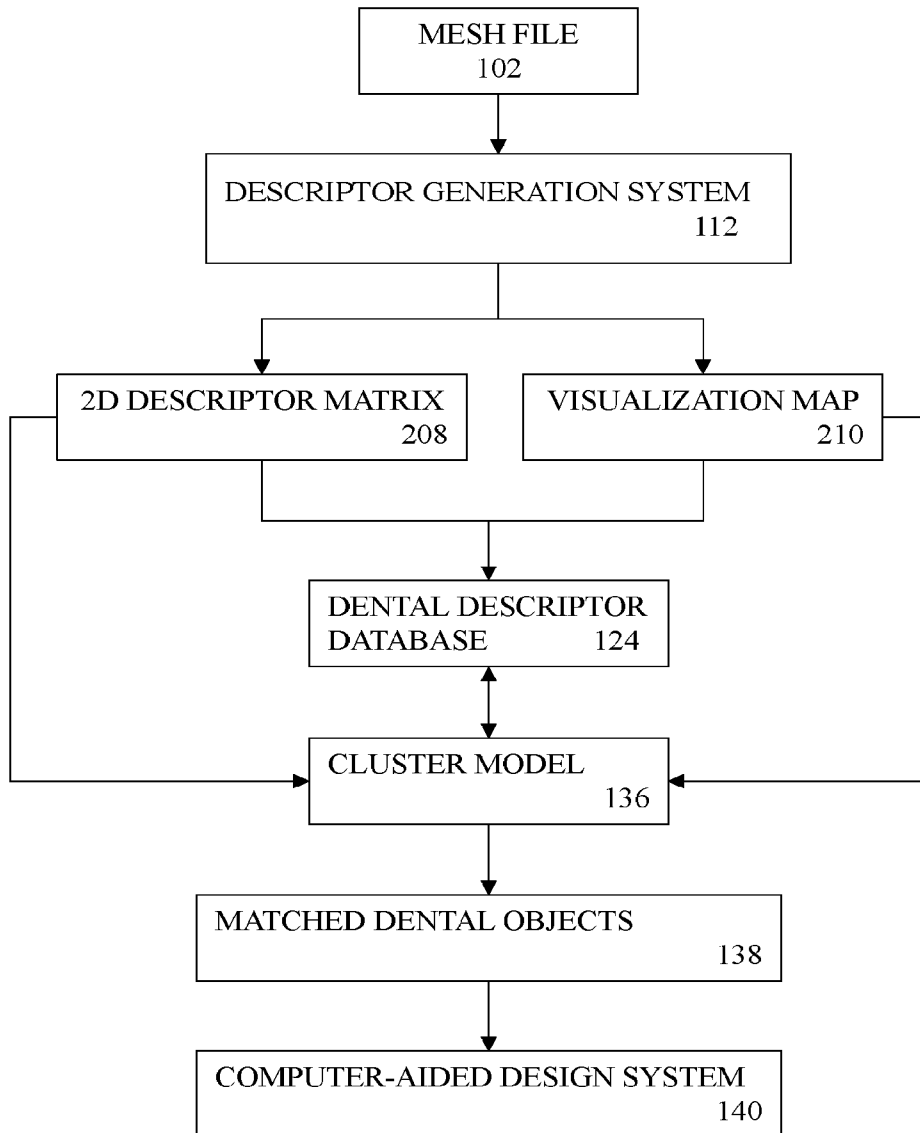 MESH FILE
102
DESCRIPTOR GENERATION SYSTEM
112
2D DESCRIPTOR MATRIX
208
VISUALIZATION MAP
210
DENTAL DESCRIPTOR
DATABASE 124
CLUSTER MODEL
136
MATCHED DENTAL OBJECTS
138
COMPUTER-AIDED DESIGN SYSTEM
140